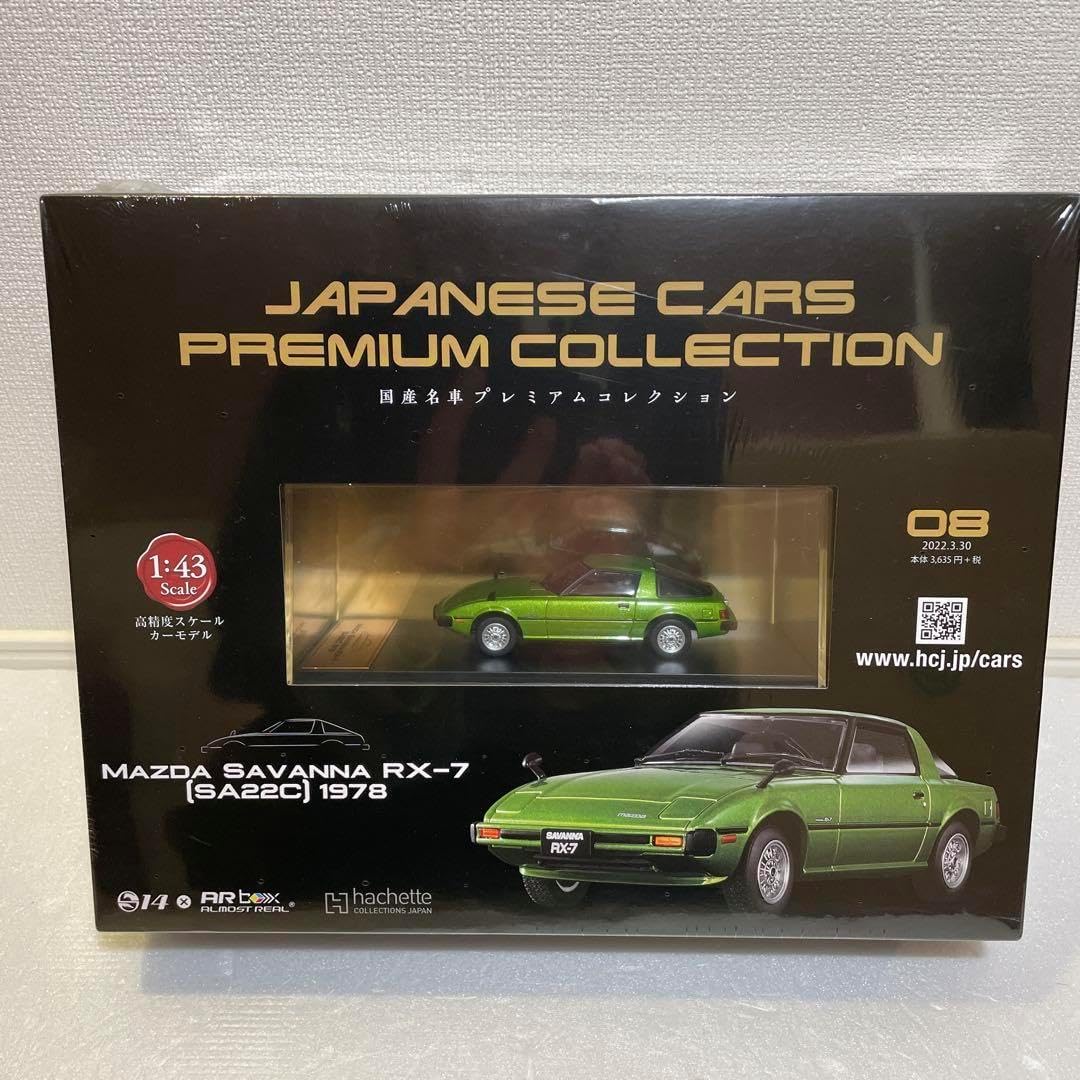 JAPANESE CARS
PREMIUM COLLECTION
国産名車プレミアムコレクション
08
2022.3.30
本体 3,635 円+税
1:43
Scale
高精度スケール
カーモデル
www.hcj.jp/cars
MAZDA SAVANNA RX-7
(SA22C) 1978
mazda
SAVANNA
RX-7
14 × ARbox
ALMOST REAL®
hachette
COLLECTIONS JAPAN